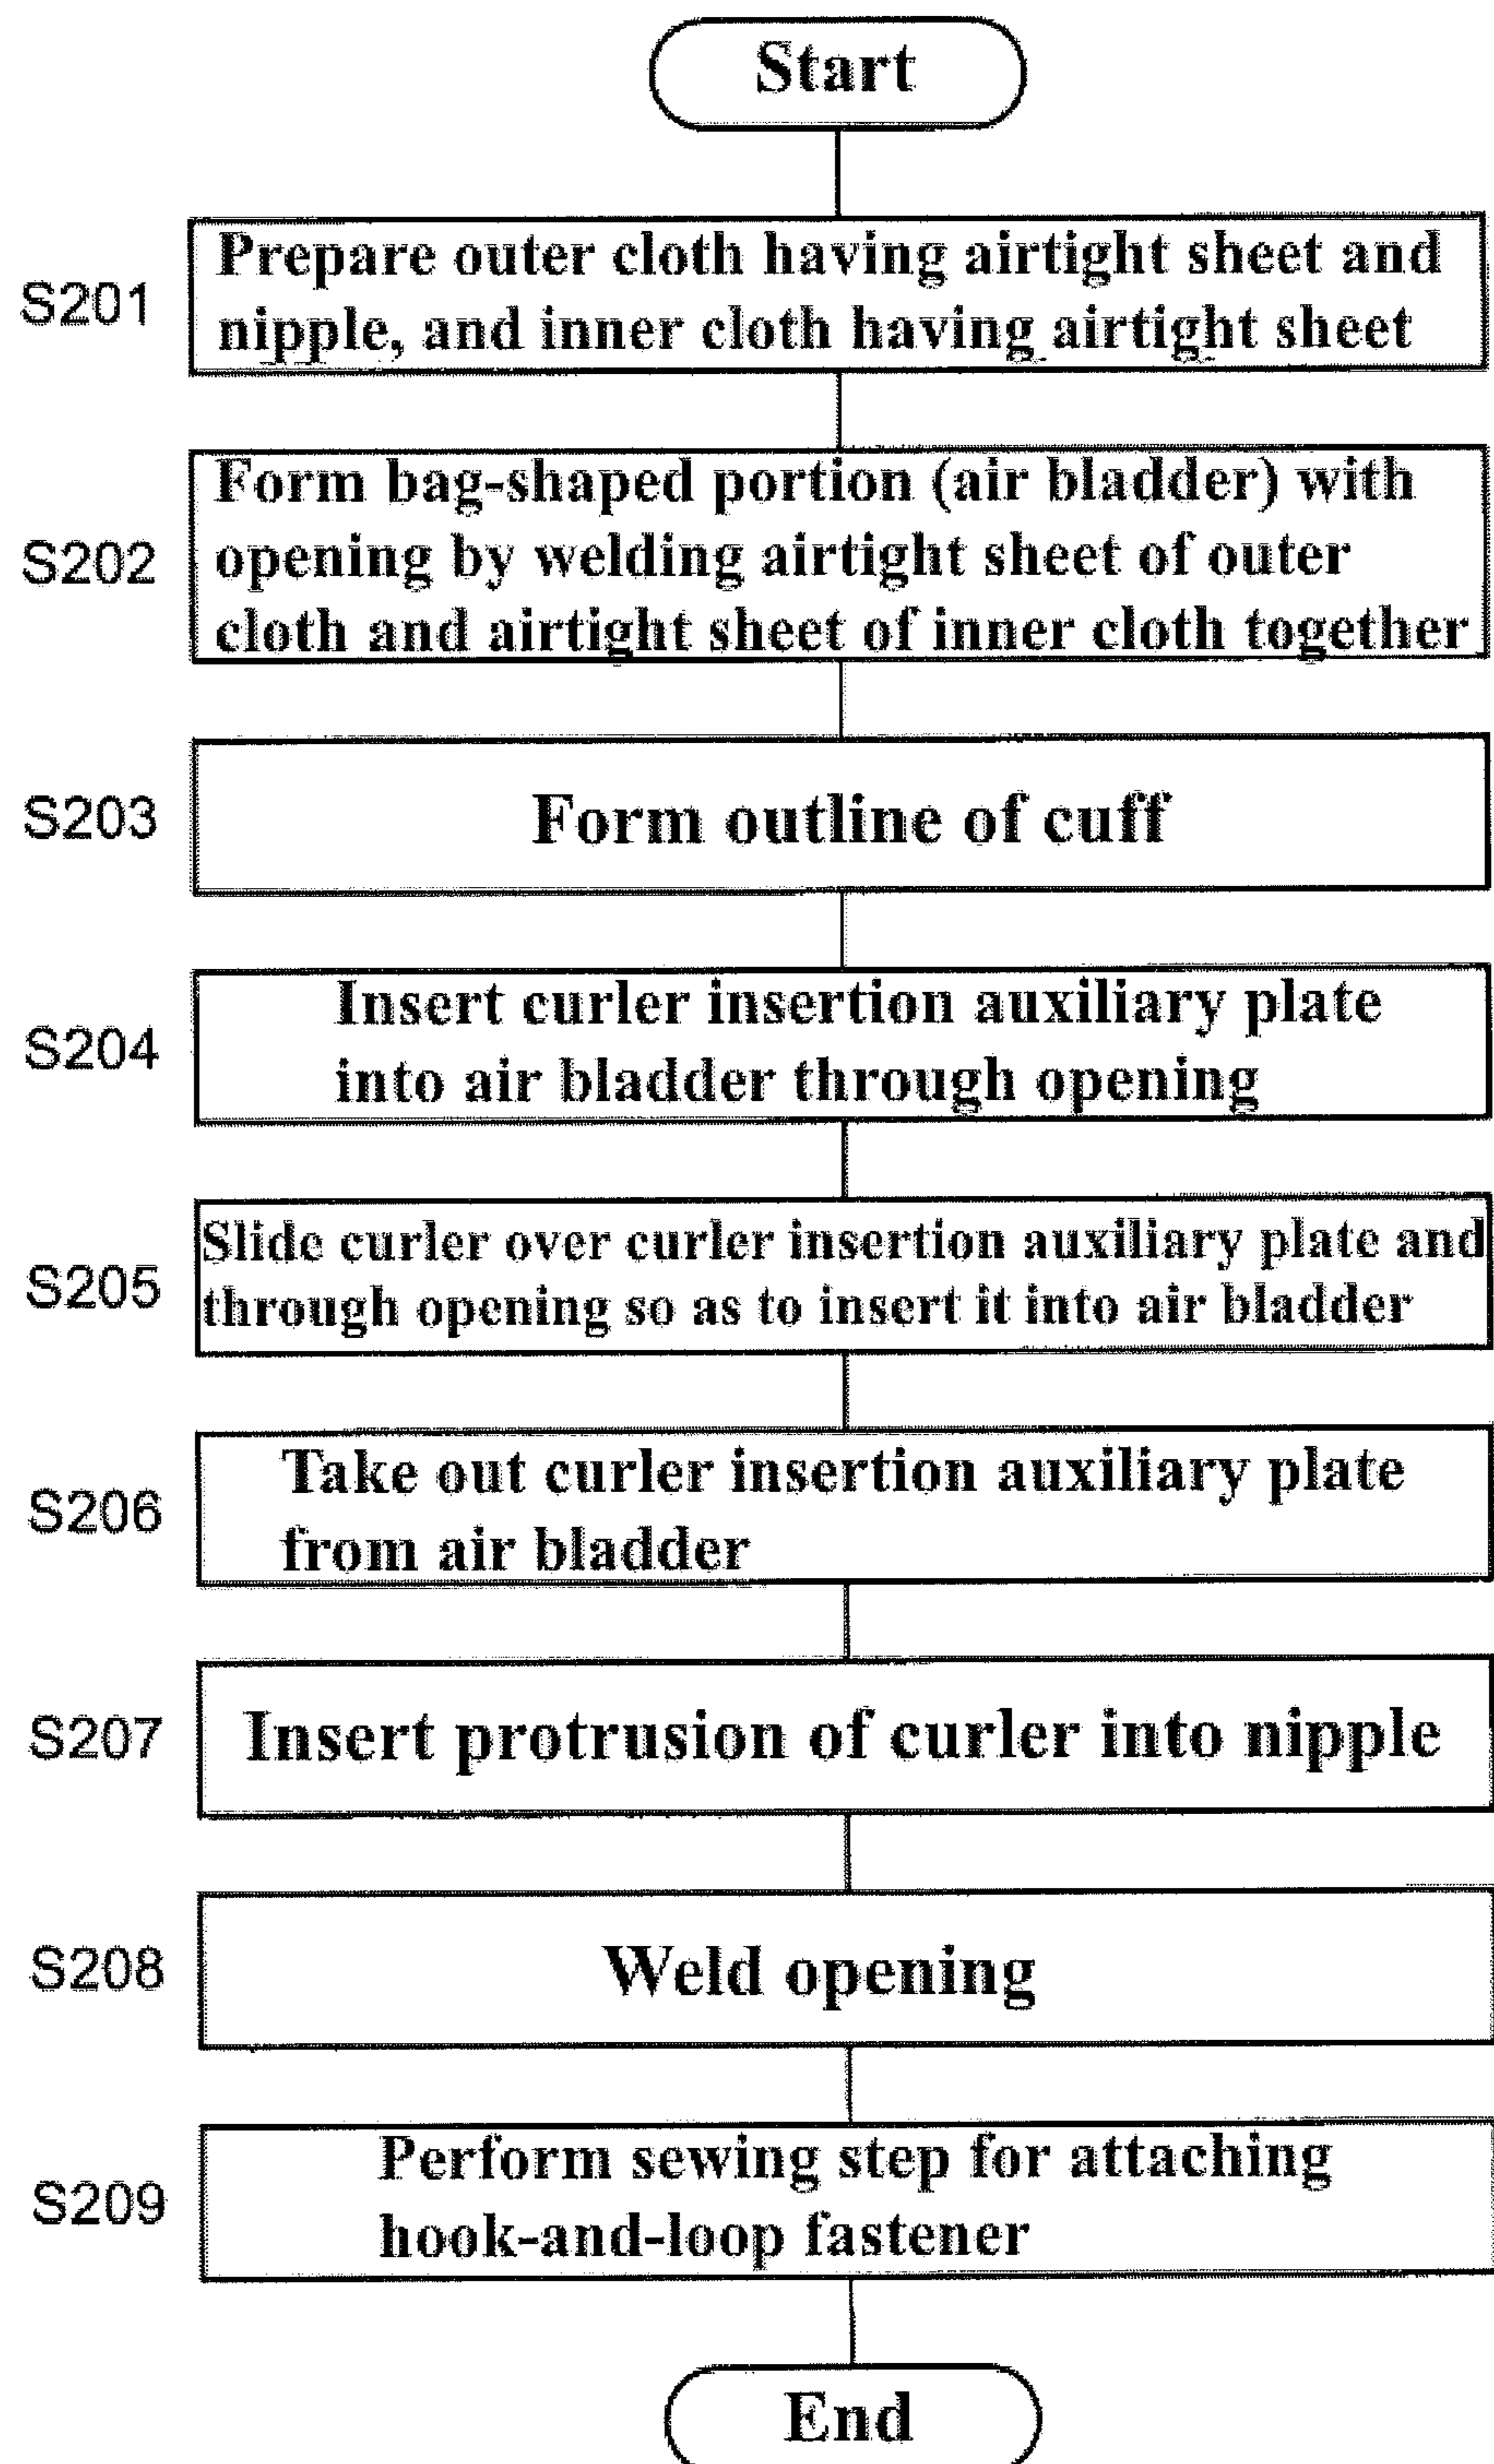 Start
S201
Prepare outer cloth having airtight sheet and
nipple, and inner cloth having airtight sheet
S202
Form bag-shaped portion (air bladder) with
opening by welding airtight sheet of outer
cloth and airtight sheet of inner cloth together
S203
Form outline of cuff
S204
Insert curler insertion auxiliary plate
into air bladder through opening
S205
Slide curler over curler insertion auxiliary plate and
through opening so as to insert it into air bladder
S206
Take out curler insertion auxiliary plate
from air bladder
S207
Insert protrusion of curler into nipple
S208
Weld opening
S209
Perform sewing step for attaching
hook-and-loop fastener
End